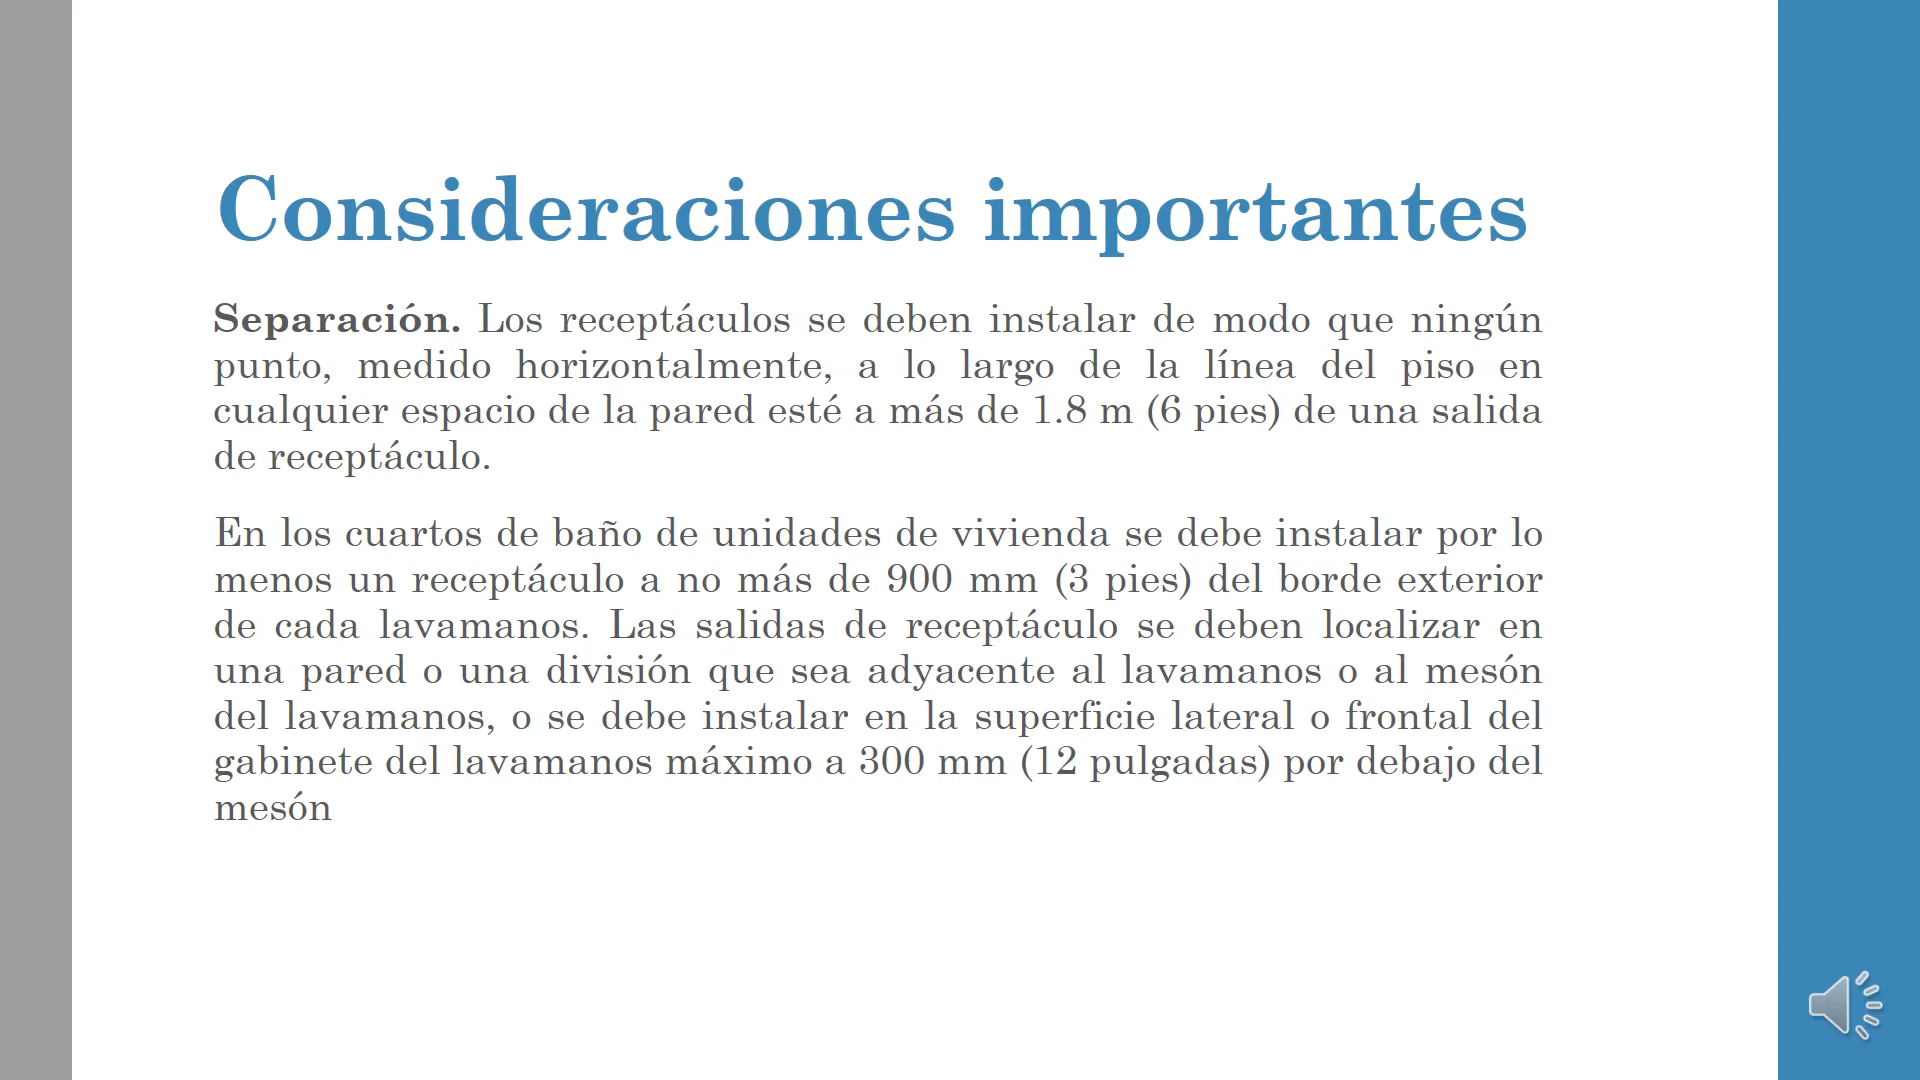 Consideraciones importantes
Separación. Los receptáculos se deben instalar de modo que ningún
punto, medido horizontalmente, a lo largo de la línea del piso en
cualquier espacio de la pared esté a más de 1.8 m (6 pies) de una salida
de receptáculo.
En los cuartos de baño de unidades de vivienda se debe instalar por lo
menos un receptáculo a no más de 900 mm (3 pies) del borde exterior
de cada lavamanos. Las salidas de receptáculo se deben localizar en
una pared o una división que sea adyacente al lavamanos o al mesón
del lavamanos, o se debe instalar en la superficie lateral o frontal del
gabinete del lavamanos máximo a 300 mm (12 pulgadas) por debajo del
mesón